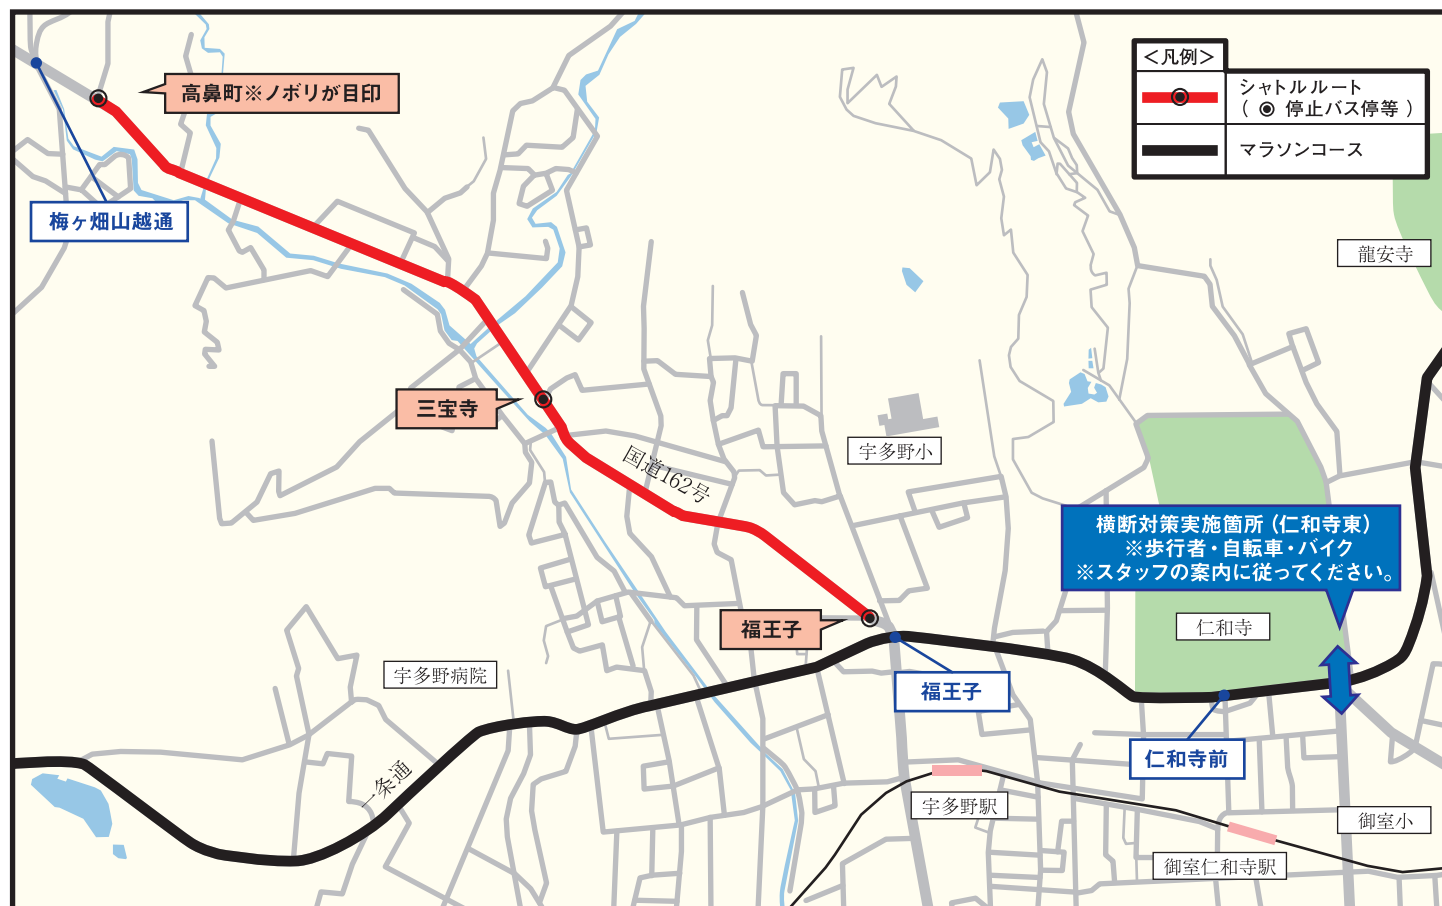 ＜凡例＞
シャトルルート
（ ◉ 停止バス停等 ）
マラソンコース
高鼻町※ノボリが目印
梅ヶ畑山越通
龍安寺
三宝寺
宇多野小
国道162号
横断対策実施箇所（仁和寺東）
※歩行者・自転車・バイク
※スタッフの案内に従ってください。
福王子
仁和寺
宇多野病院
福王子
仁和寺前
一条通
宇多野駅
御室小
御室仁和寺駅